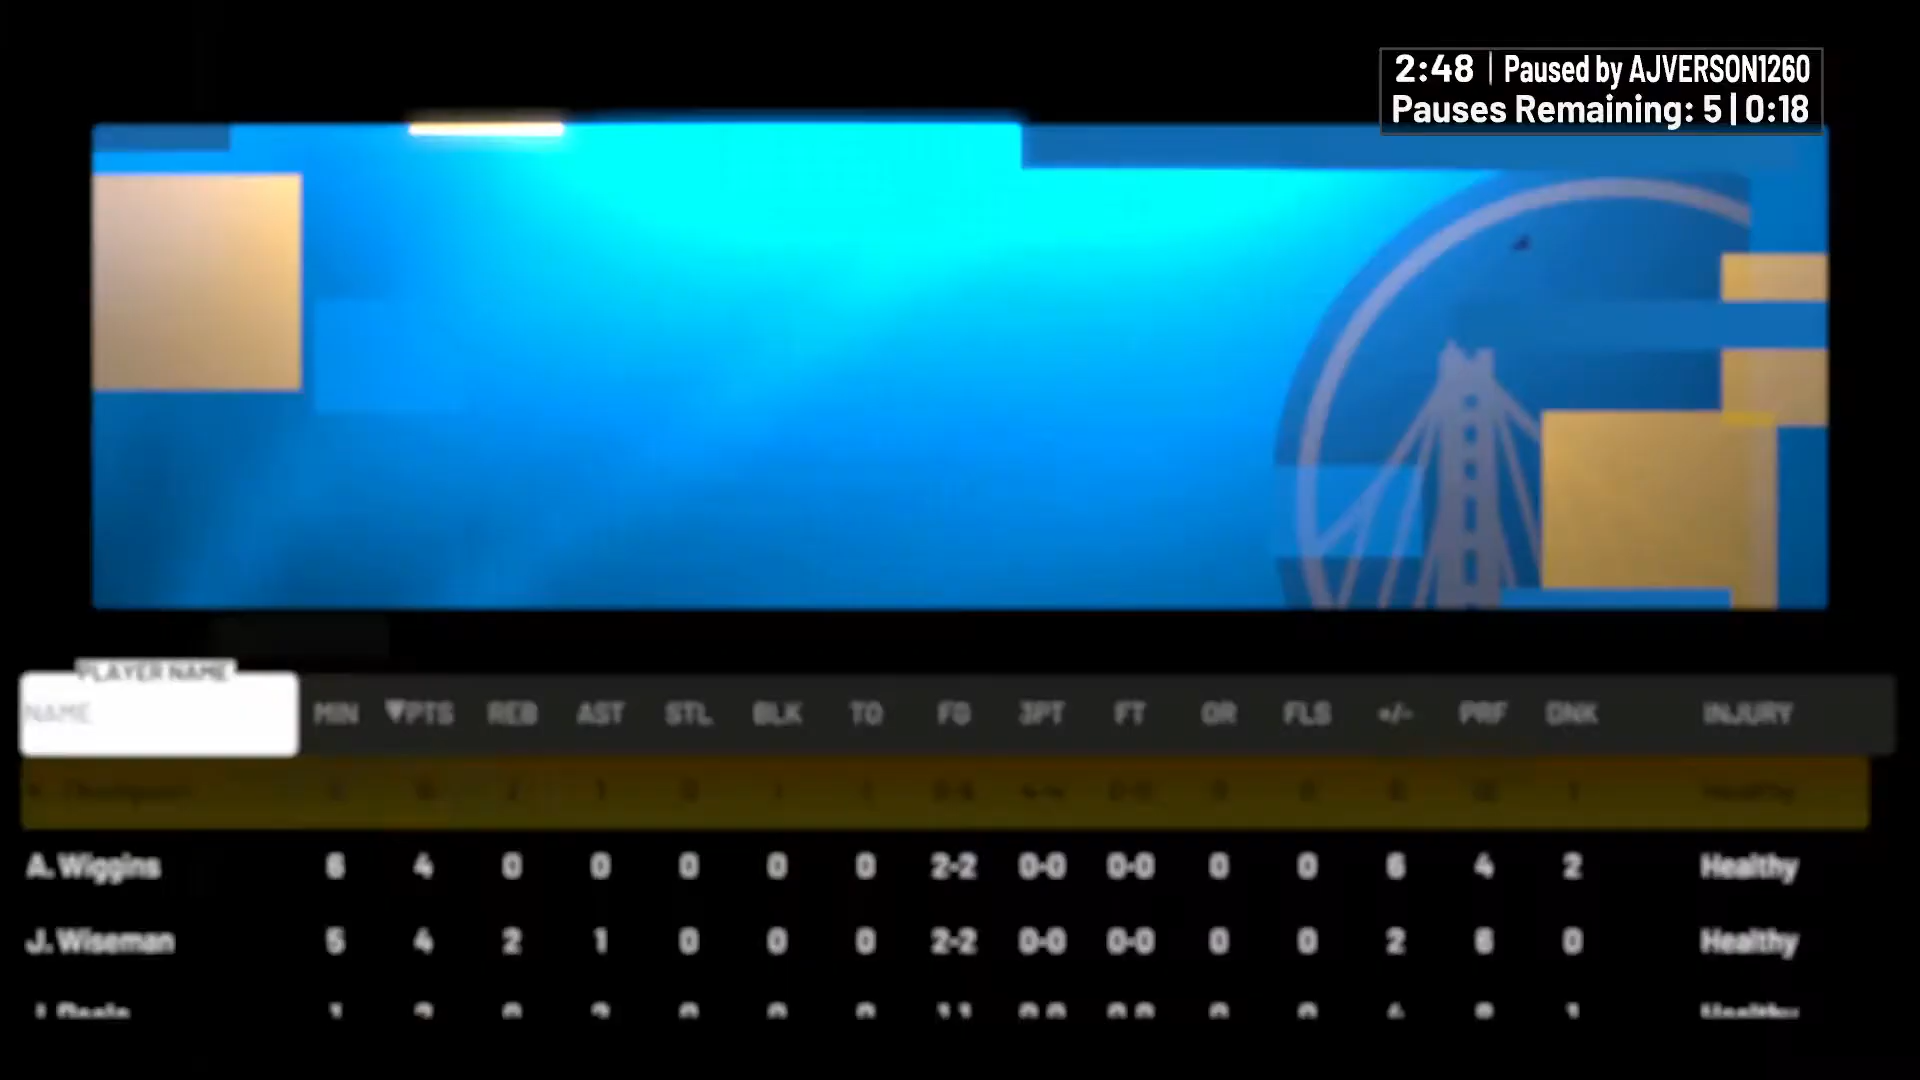 2:48 | Paused by AJVERSON1260
Pauses Remaining: 5 | 0:18
PLAYER NAME
NAME MIN ▼PTS REB AST STL BLK TO FG 3PT FT OR FLS +/- PRF DNK INJURY
A. Wiggins 6 4 0 0 0 0 0 2-2 0-0 0-0 0 0 6 4 2 Healthy
J. Wiseman 5 4 2 1 0 0 0 2-2 0-0 0-0 0 0 2 6 0 Healthy